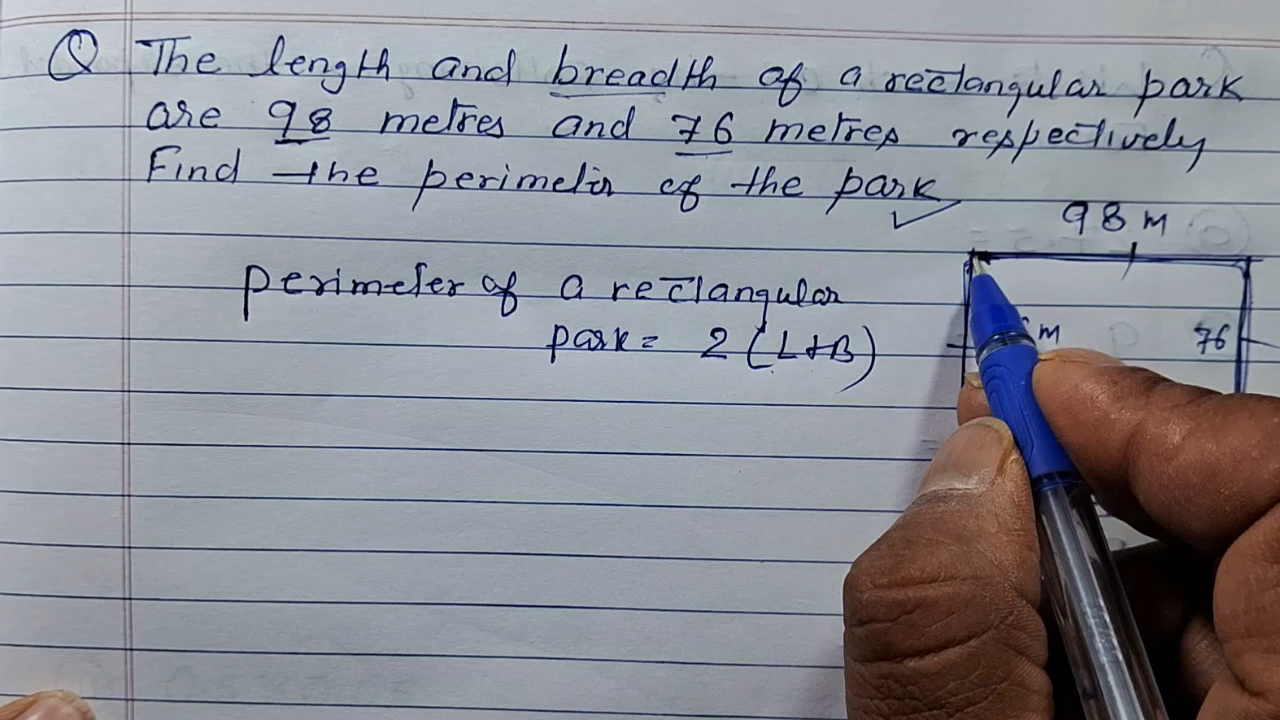 Q The length and breadth of a rectangular park
are 98 metres and 76 metres respectively
Find the perimeter of the park
98 m
perimeter of a rectangular
park = 2 (L+B)
m
76